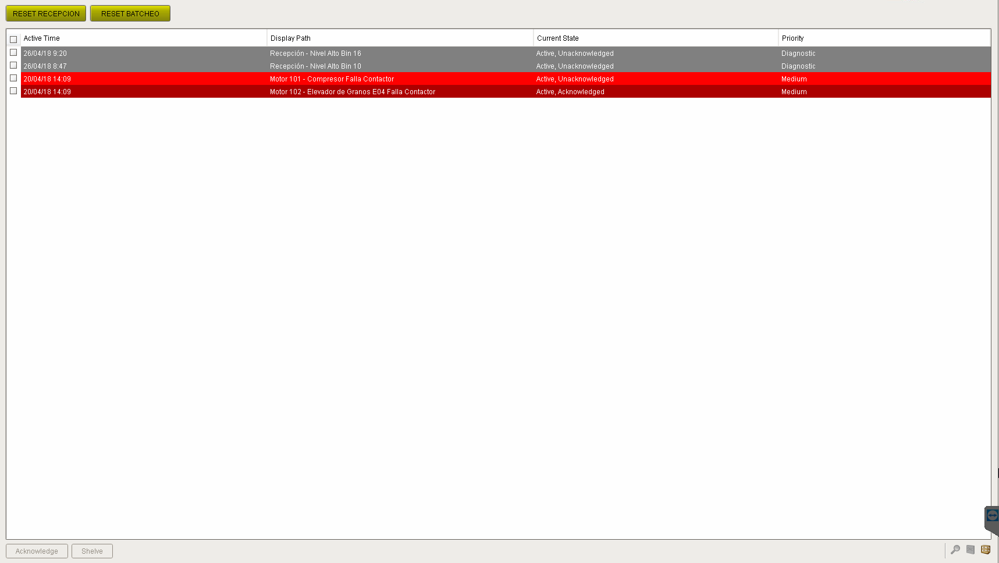 RESET RECEPCION RESET BATCHEO
Active Time Display Path Current State Priority
26/04/18 9:20 Recepción - Nivel Alto Bin 16 Active, Unacknowledged Diagnostic
26/04/18 8:47 Recepción - Nivel Alto Bin 10 Active, Unacknowledged Diagnostic
20/04/18 14:09 Motor 101 - Compresor Falla Contactor Active, Unacknowledged Medium
20/04/18 14:09 Motor 102 - Elevador de Granos E04 Falla Contactor Active, Acknowledged Medium
Acknowledge Shelve